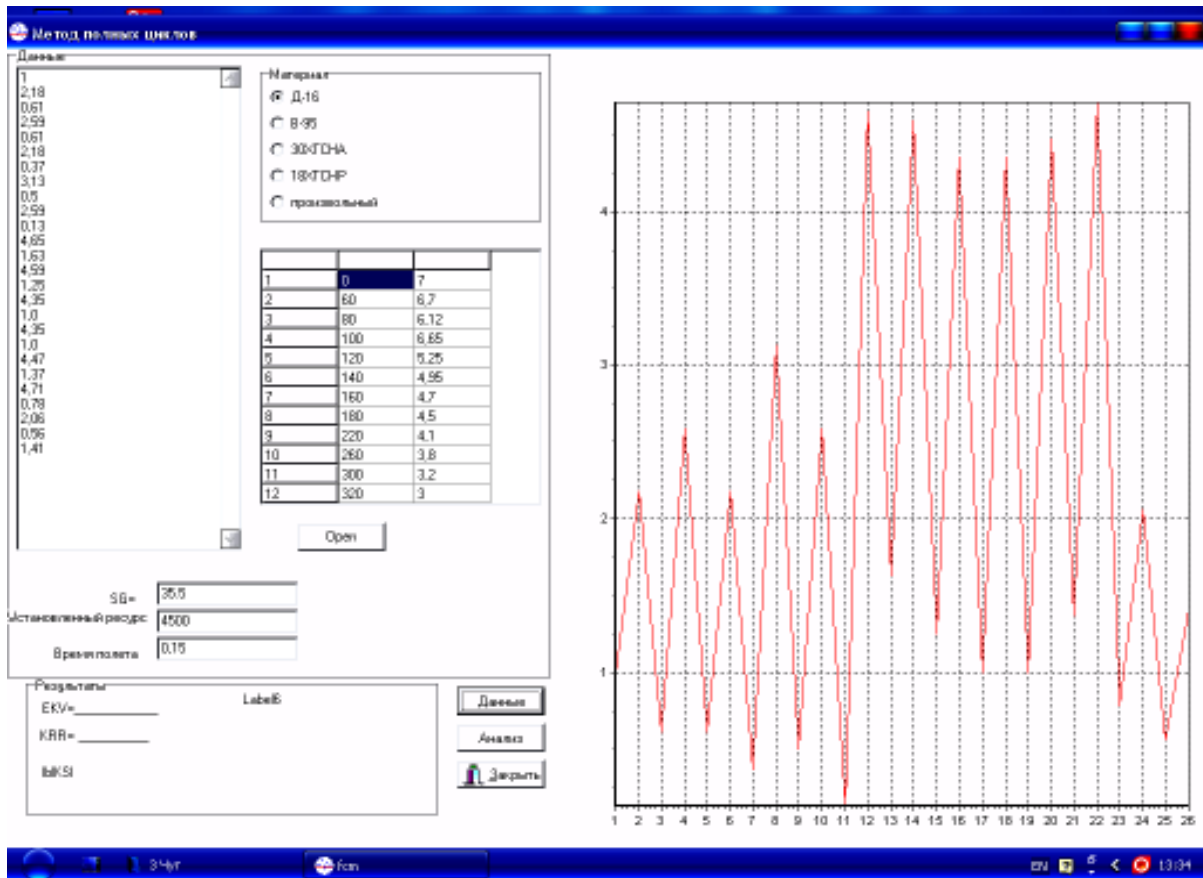 Метод полных циклов
Данные
1
2,18
0,61
2,59
0,61
2,18
0,37
3,13
0,5
2,59
0,13
4,65
1,63
4,59
1,25
4,35
1,0
4,35
1,0
4,47
1,37
4,71
0,78
2,06
0,56
1,41
Материал
Д-16
В-95
30ХГСНА
произвольный
1 0 7
2 60 6,7
3 80 6,12
4 100 6,65
5 120 5,25
6 140 4,95
7 160 4,7
8 180 4,5
9 220 4,1
10 260 3,8
11 300 3,2
12 320 3
Open
35.5
Установленный ресурс 4500
Время полета 0,15
Результаты
Label6
EKV=
KRR=
Данные
Анализ
Закрыть
4
3
2
1
1 2 3 4 5 6 7 8 9 10 11 12 13 14 15 16 17 18 19 20 21 22 23 24 25 26
fcm
EN
13:34